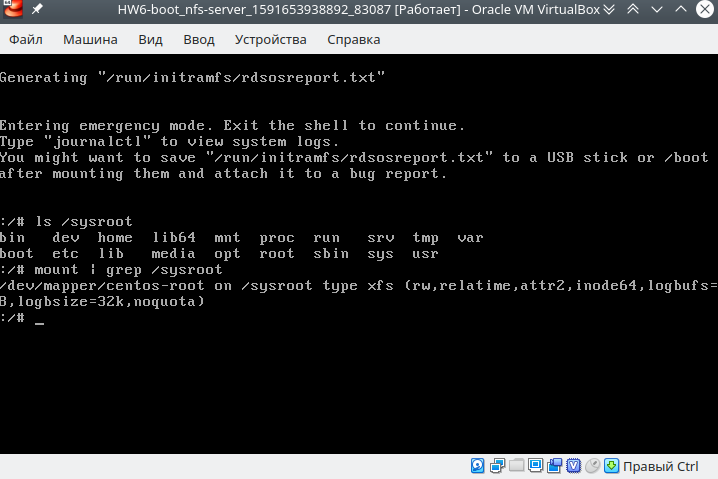 HW6-boot_nfs-server_1591653938892_83087 [Работает] - Oracle VM VirtualBox
Файл Машина Вид Ввод Устройства Справка
Generating "/run/initramfs/rdsosreport.txt"
Entering emergency mode. Exit the shell to continue.
Type "journalctl" to view system logs.
You might want to save "/run/initramfs/rdsosreport.txt" to a USB stick or /boot
after mounting them and attach it to a bug report.
:/# ls /sysroot
bin dev home lib64 mnt proc run srv tmp var
boot etc lib media opt root sbin sys usr
:/# mount | grep /sysroot
/dev/mapper/centos-root on /sysroot type xfs (rw,relatime,attr2,inode64,logbufs=
8,logbsize=32k,noquota)
:/# _
Правый Ctrl